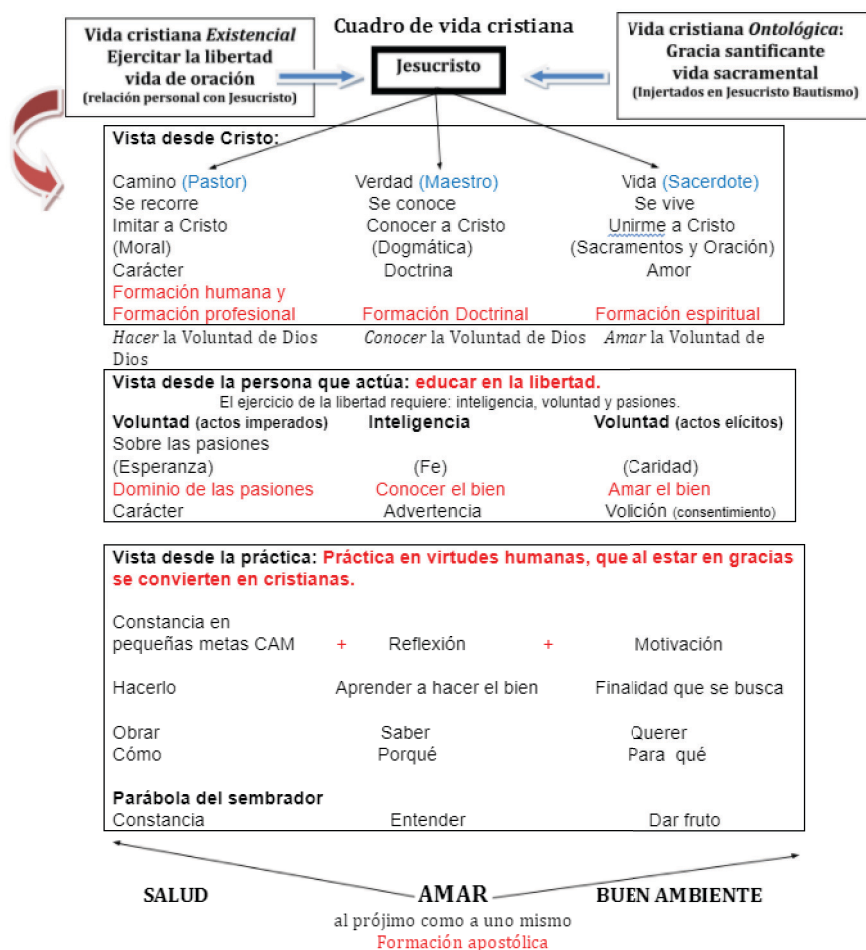 Cuadro de vida cristiana
Vida cristiana Existencial
Ejercitar la libertad
vida de oración
(relación personal con Jesucristo)
Jesucristo
Vida cristiana Ontológica:
Gracia santificante
vida sacramental
(Injertados en Jesucristo Bautismo)
Vista desde Cristo:
Camino (Pastor) Verdad (Maestro) Vida (Sacerdote)
Se recorre Se conoce Se vive
Imitar a Cristo Conocer a Cristo Unirme a Cristo
(Moral) (Dogmática) (Sacramentos y Oración)
Carácter Doctrina Amor
Formación humana y
Formación profesional Formación Doctrinal Formación espiritual
Hacer la Voluntad de Dios Conocer la Voluntad de Dios Amar la Voluntad de
Dios
Vista desde la persona que actúa: educar en la libertad.
El ejercicio de la libertad requiere: inteligencia, voluntad y pasiones.
Voluntad (actos imperados) Inteligencia Voluntad (actos elícitos)
Sobre las pasiones
(Esperanza) (Fe) (Caridad)
Dominio de las pasiones Conocer el bien Amar el bien
Carácter Advertencia Volición (consentimiento)
Vista desde la práctica: Práctica en virtudes humanas, que al estar en gracias
se convierten en cristianas.
Constancia en
pequeñas metas CAM + Reflexión + Motivación
Hacerlo Aprender a hacer el bien Finalidad que se busca
Obrar Saber Querer
Cómo Porqué Para qué
Parábola del sembrador
Constancia Entender Dar fruto
SALUD AMAR BUEN AMBIENTE
al prójimo como a uno mismo
Formación apostólica